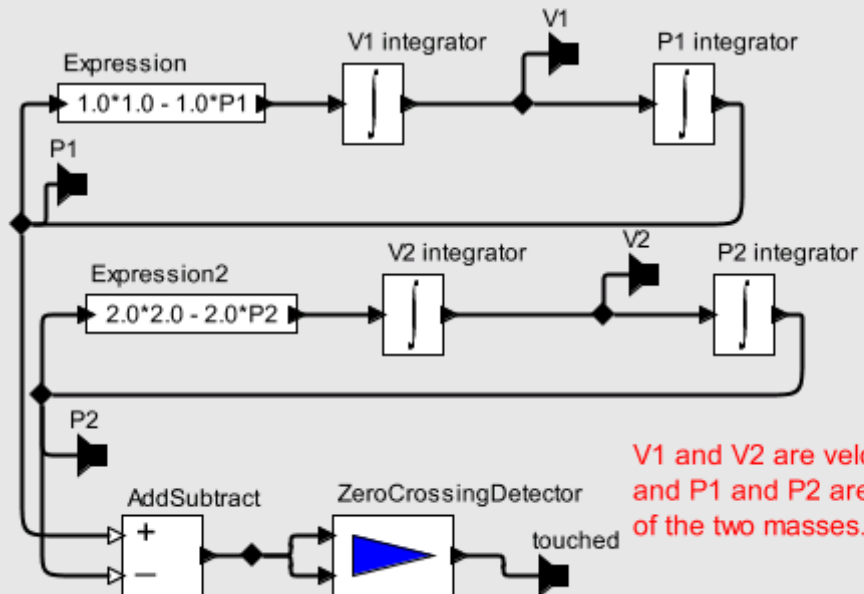 V1
V1 integrator
P1 integrator
Expression
1.0*1.0 - 1.0*P1
∫
∫
P1
V2
V2 integrator
P2 integrator
Expression2
2.0*2.0 - 2.0*P2
∫
∫
P2
V1 and V2 are
and P1 and P2 are
of the two masses.
AddSubtract
ZeroCrossingDetector
touched
+
–